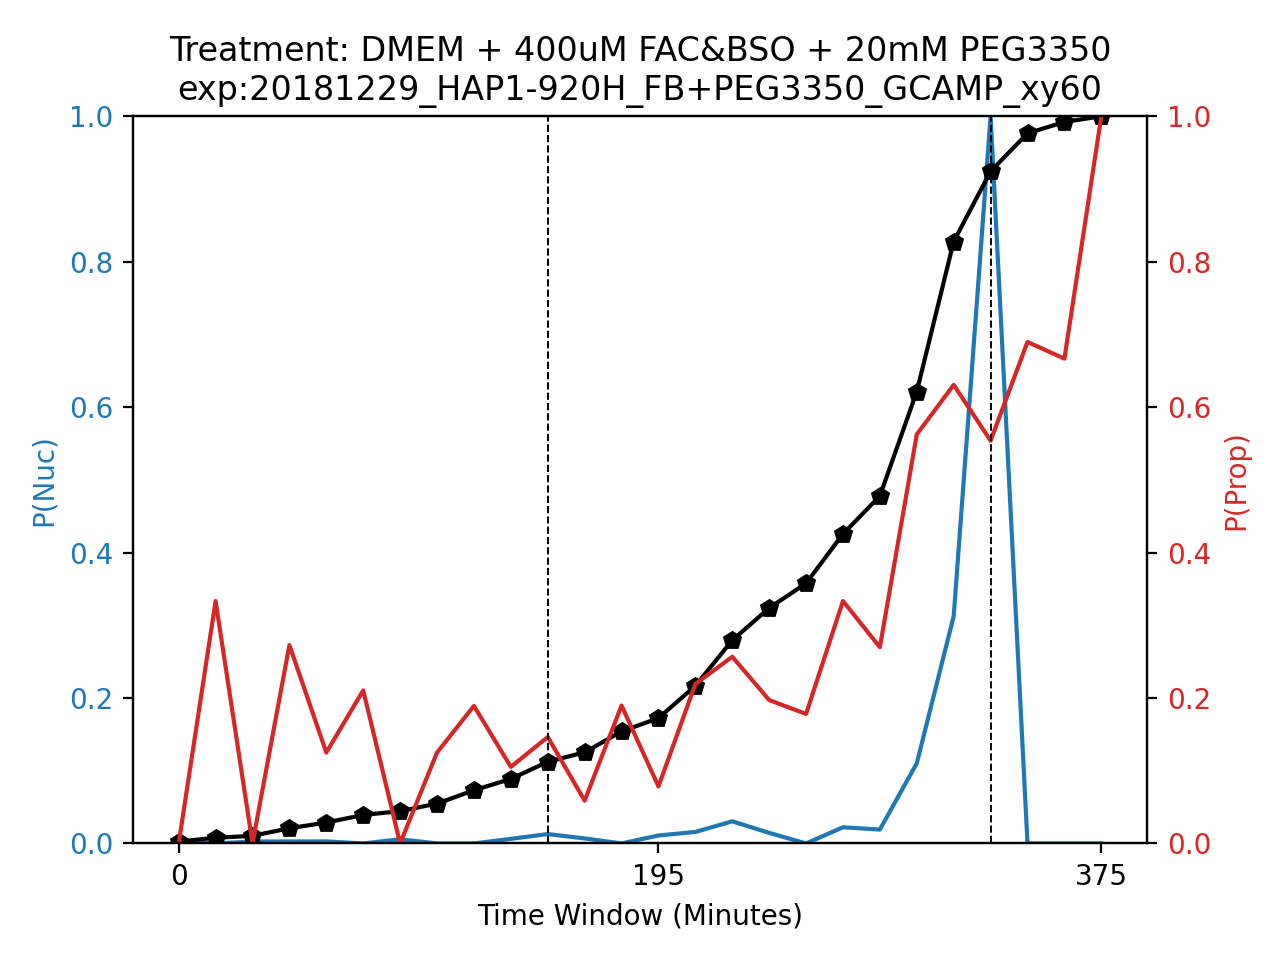 Treatment: DMEM + 400uM FAC&BSO + 20mM PEG3350
exp:20181229_HAP1-920H_FB+PEG3350_GCAMP_xy60
1.0
0.8
0.6
0.4
0.2
0.0
P(Nuc)
1.0
0.8
0.6
0.4
0.2
0.0
P(Prop)
0 195 375
Time Window (Minutes)